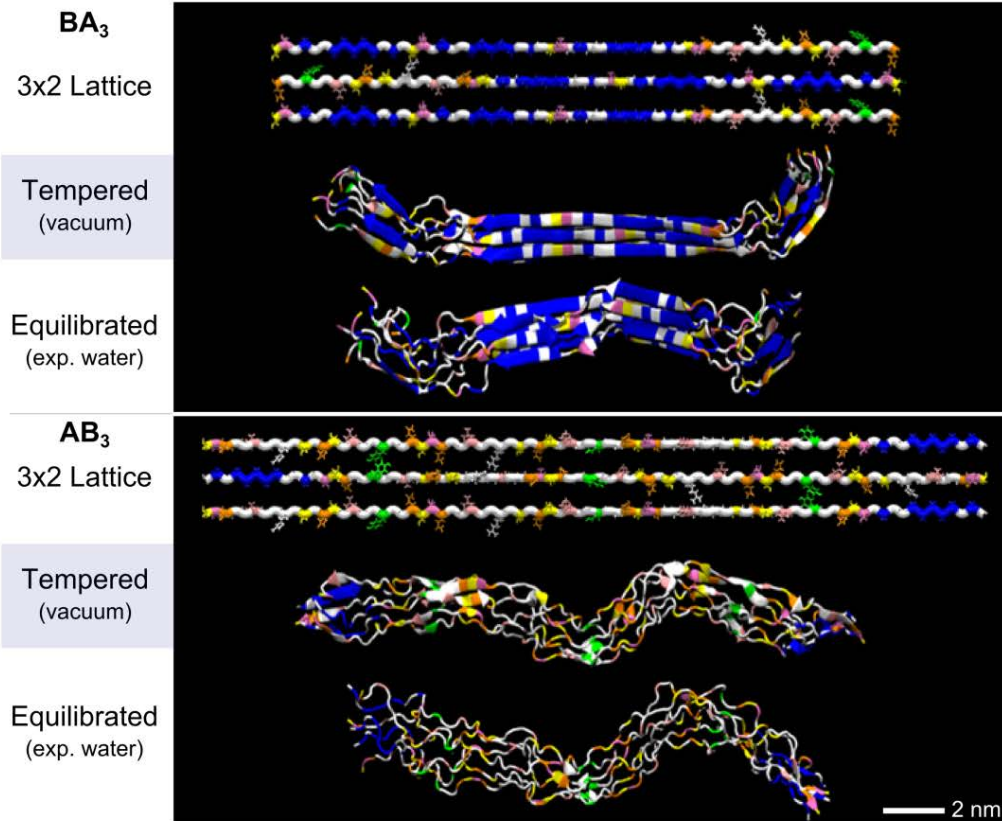 BA₃
3x2 Lattice
Tempered
(vacuum)
Equilibrated
(exp. water)
AB₃
3x2 Lattice
Tempered
(vacuum)
Equilibrated
(exp. water)
2 nm